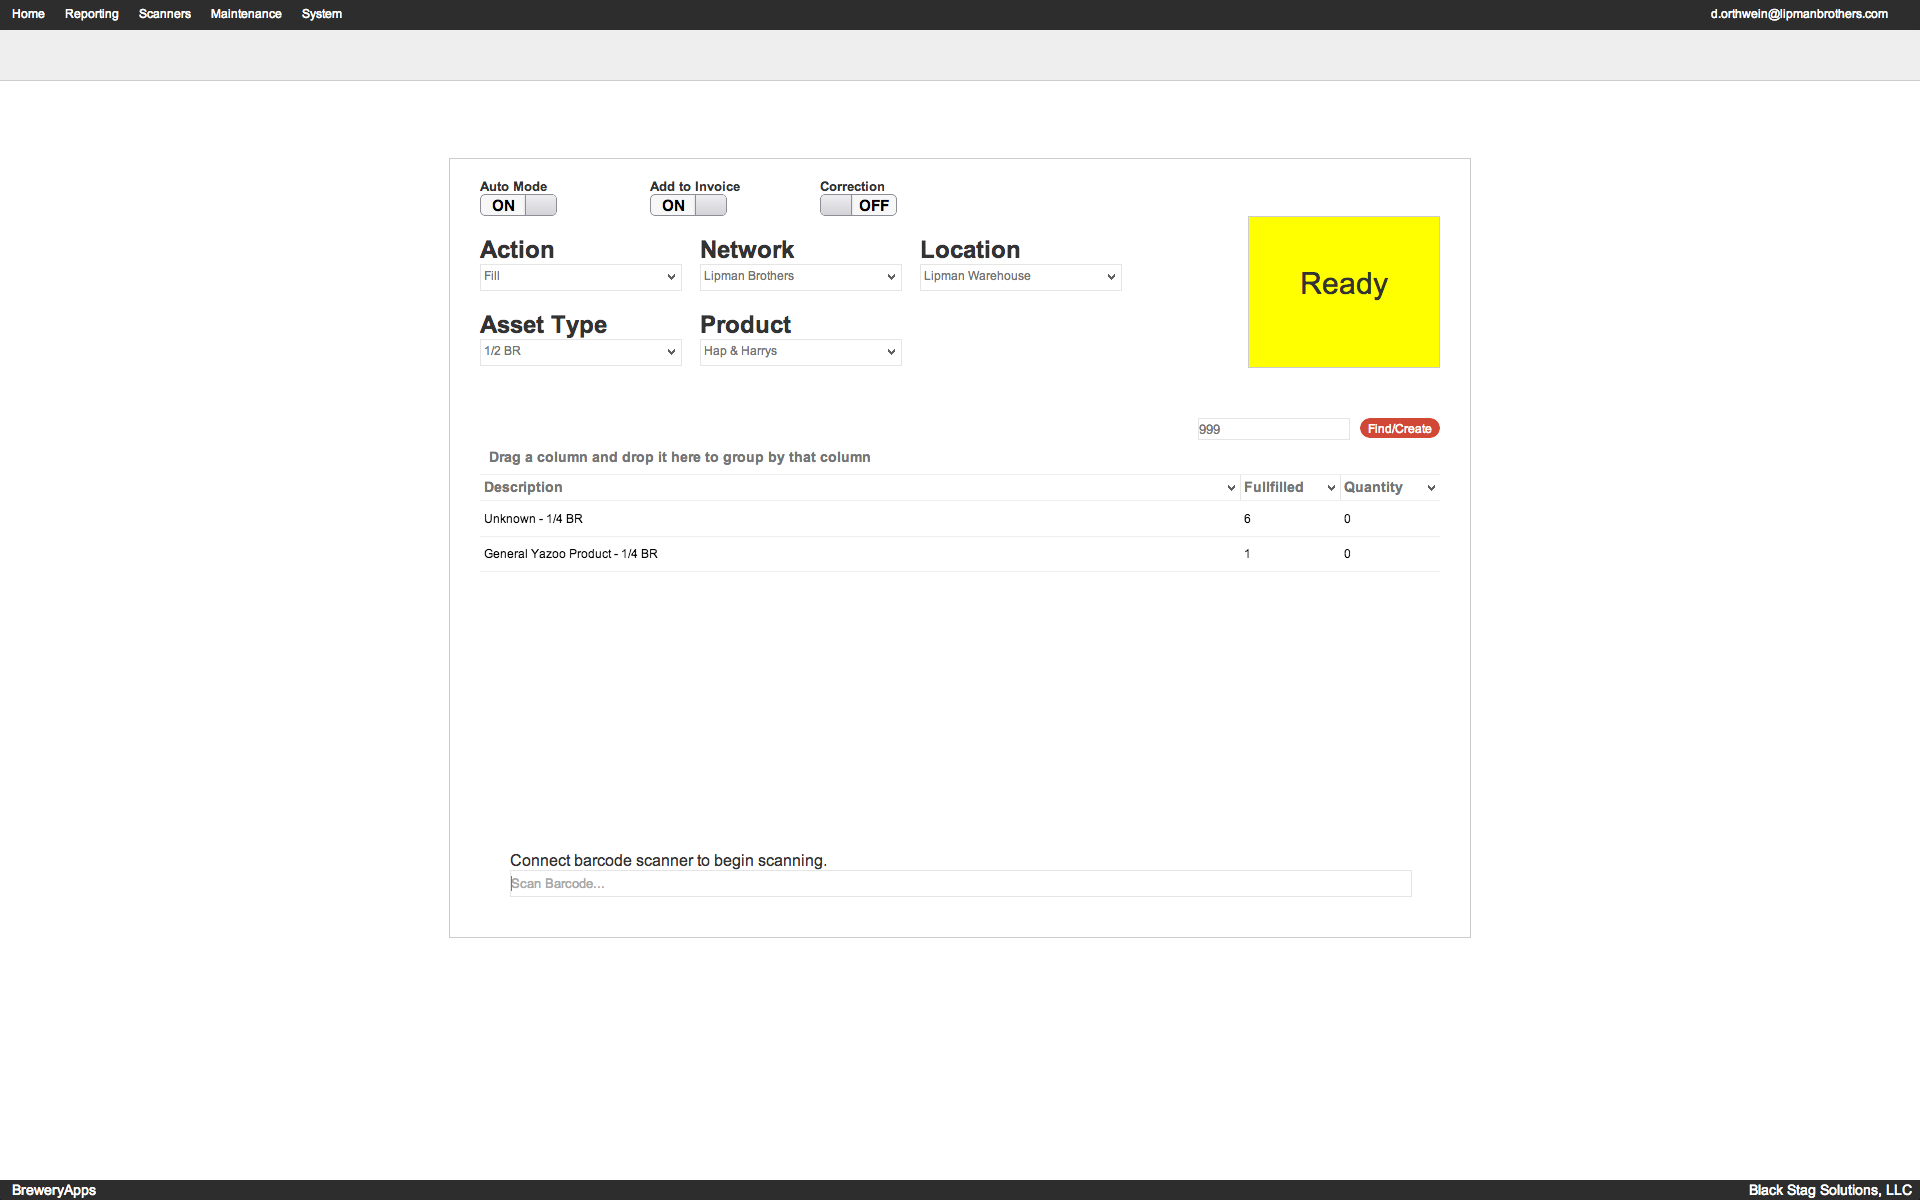 Home Reporting Scanners Maintenance System d.orthwein@lipmanbrothers.com
Auto Mode Add to Invoice Correction
ON ON OFF
Action Network Location
Fill Lipman Brothers Lipman Warehouse
Ready
Asset Type Product
1/2 BR Hap & Harrys
999 Find/Create
Drag a column and drop it here to group by that column
Description Fullfilled Quantity
Unknown - 1/4 BR 6 0
General Yazoo Product - 1/4 BR 1 0
Connect barcode scanner to begin scanning.
Scan Barcode...
BreweryApps Black Stag Solutions, LLC